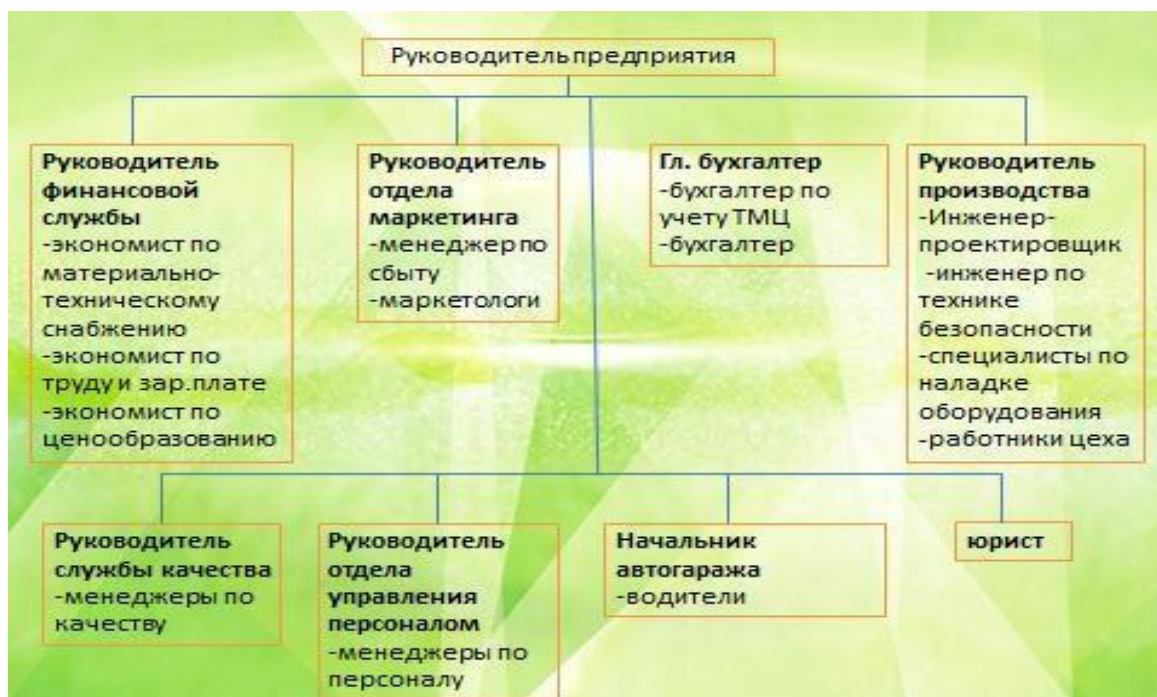 Руководитель предприятия
Руководитель
финансовой
службы
-экономист по
материально-
техническому
снабжению
-экономист по
труду и зар.плате
-экономист по
ценообразованию
Руководитель
отдела
маркетинга
-менеджер по
сбыту
-маркетологи
Гл. бухгалтер
-бухгалтер по
учету ТМЦ
-бухгалтер
Руководитель
производства
-Инженер-
проектировщик
-инженер по
технике
безопасности
-специалисты по
наладке
оборудования
-работники цеха
Руководитель
службы качества
-менеджеры по
качеству
Руководитель
отдела
управления
персоналом
-менеджеры по
персоналу
Начальник
автогаража
-водители
юрист